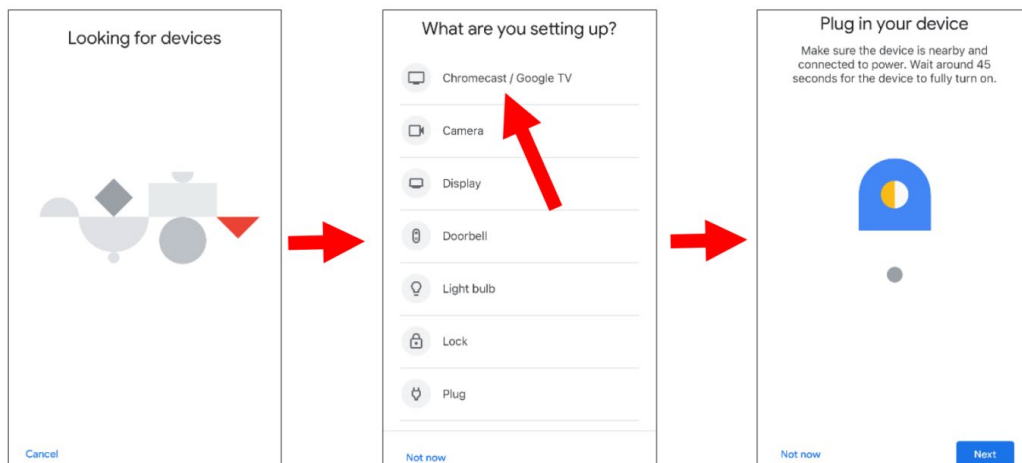 Looking for devices
Cancel
What are you setting up?
Chromecast / Google TV
Camera
Display
Doorbell
Light bulb
Lock
Plug
Not now
Plug in your device
Make sure the device is nearby and
connected to power. Wait around 45
seconds for the device to fully turn on.
Not now
Next